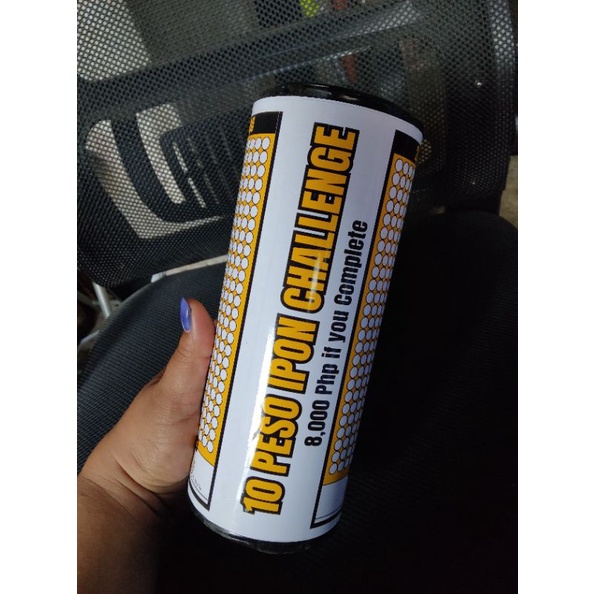 10 PESO IPON CHALLENGE
8,000 Php if you Complete